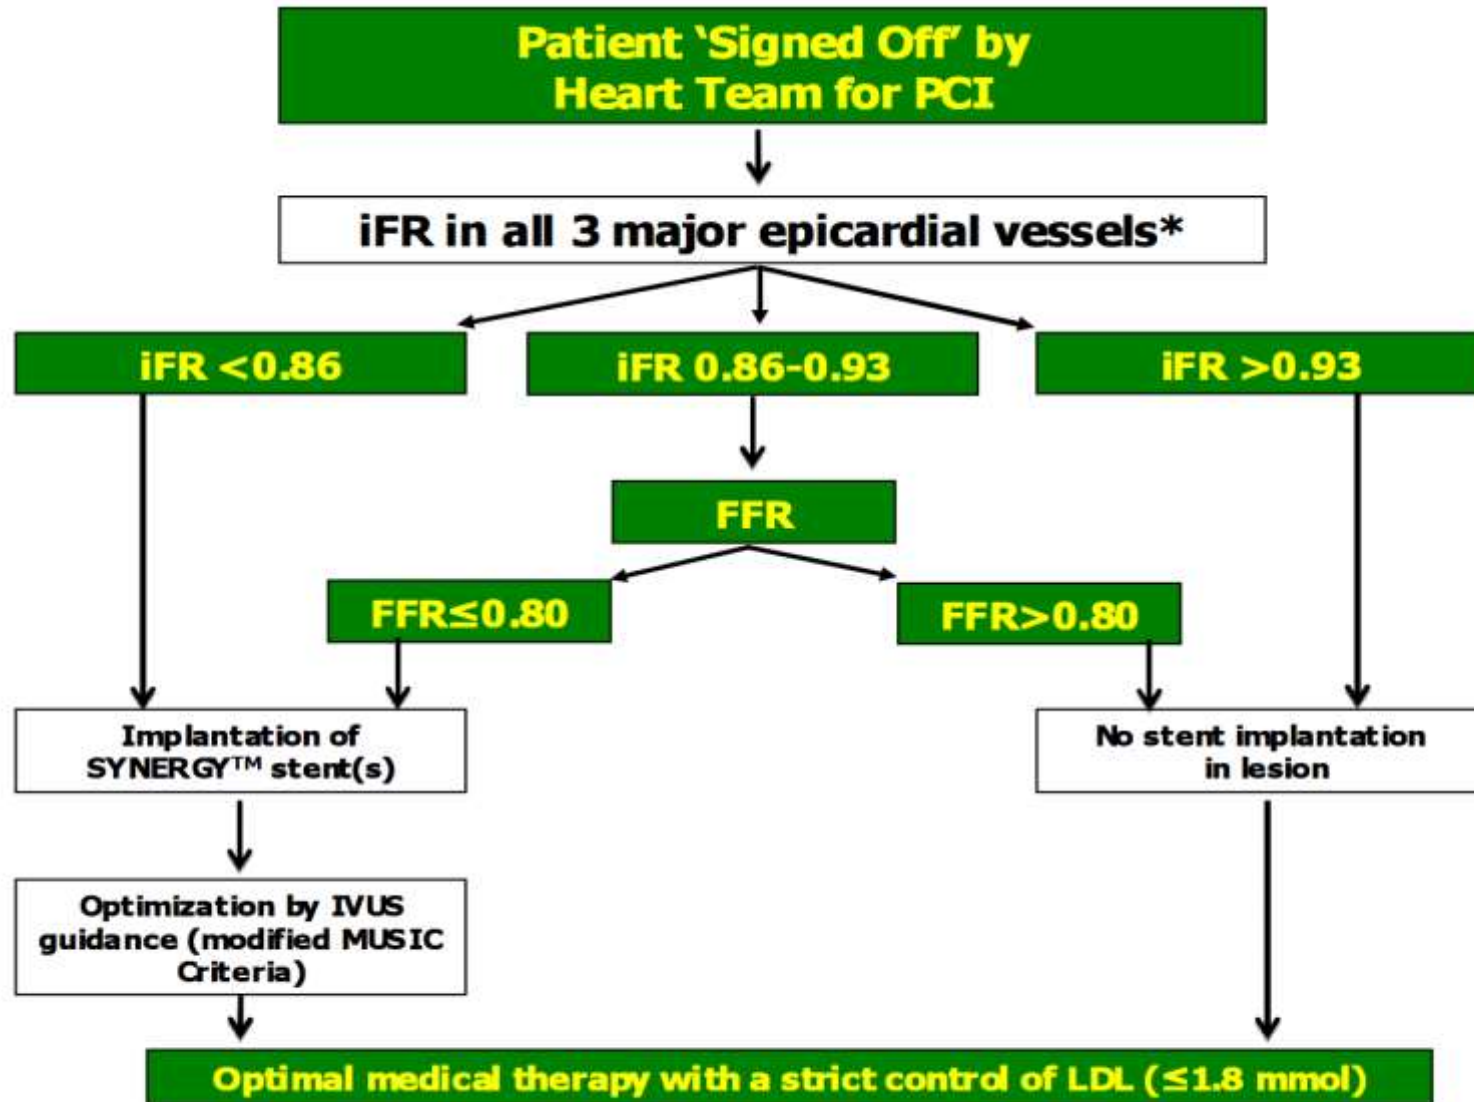 Patient ‘Signed Off’ by
Heart Team for PCI
iFR in all 3 major epicardial vessels*
iFR <0.86
iFR 0.86-0.93
iFR >0.93
FFR
FFR≤0.80
FFR>0.80
Implantation of
SYNERGY™ stent(s)
No stent implantation
in lesion
Optimization by IVUS
guidance (modified MUSIC
Criteria)
Optimal medical therapy with a strict control of LDL (≤1.8 mmol)